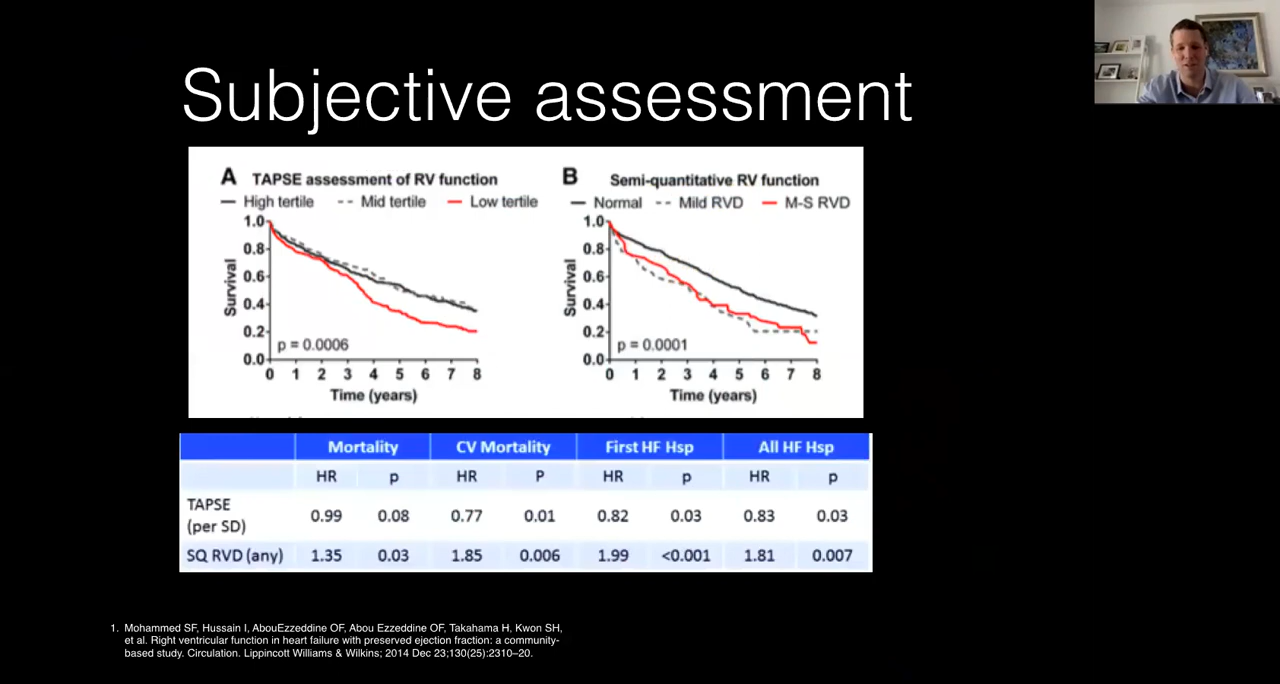 Subjective assessment
A TAPSE assessment of RV function
High tertile Mid tertile Low tertile
1.0
0.8
0.6
0.4
0.2
0.0
Survival
p = 0.0006
0 1 2 3 4 5 6 7 8
Time (years)
B Semi-quantitative RV function
Normal Mild RVD M-S RVD
1.0
0.8
0.6
0.4
0.2
0.0
Survival
p = 0.0001
0 1 2 3 4 5 6 7 8
Time (years)
Mortality CV Mortality First HF Hsp All HF Hsp
HR p HR P HR p HR p
TAPSE
(per SD) 0.99 0.08 0.77 0.01 0.82 0.03 0.83 0.03
SQ RVD (any) 1.35 0.03 1.85 0.006 1.99 <0.001 1.81 0.007
1. Mohammed SF, Hussain I, AbouEzzeddine OF, Abou Ezzeddine OF, Takahama H, Kwon SH,
et al. Right ventricular function in heart failure with preserved ejection fraction: a community-
based study. Circulation. Lippincott Williams & Wilkins; 2014 Dec 23;130(25):2310–20.